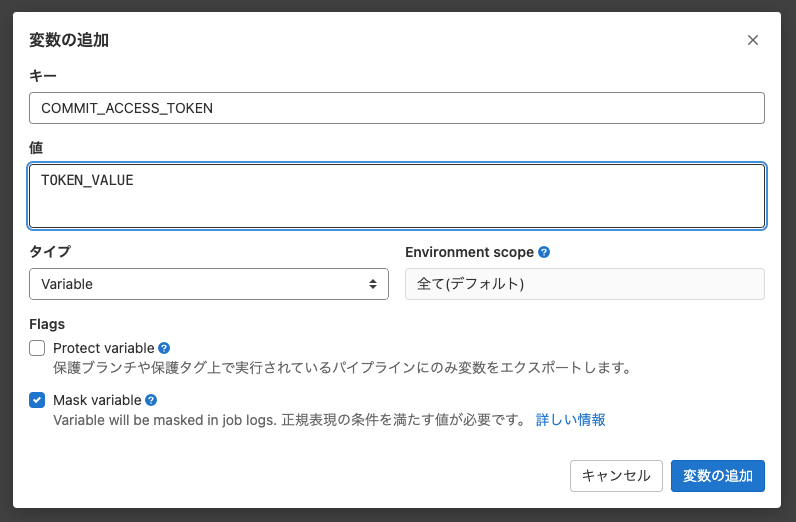 変数の追加
キー
COMMIT_ACCESS_TOKEN
値
TOKEN_VALUE
タイプ
Environment scope
Variable
全て(デフォルト)
Flags
Protect variable
保護ブランチや保護タグ上で実行されているパイプラインにのみ変数をエクスポートします。
Mask variable
Variable will be masked in job logs. 正規表現の条件を満たす値が必要です。 詳しい情報
キャンセル
変数の追加